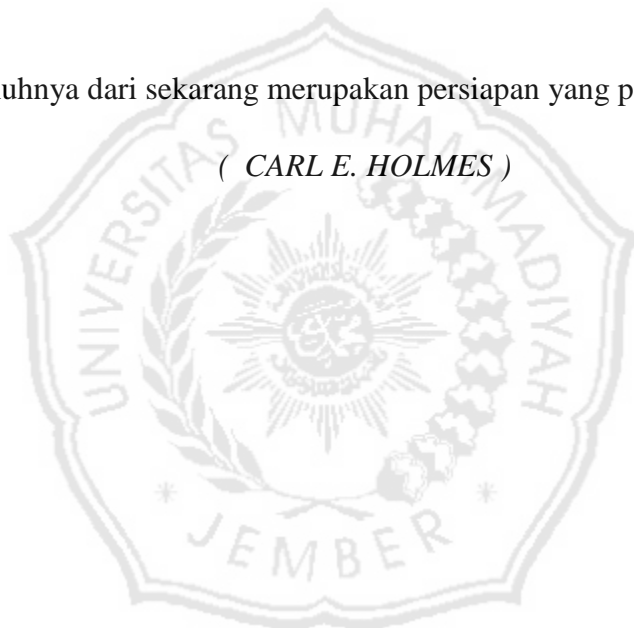 uhnya dari sekarang merupakan persiapan yang p
( CARL E. HOLMES )
UNIVERSITAS MUHAMMADIYAH
JEMBER